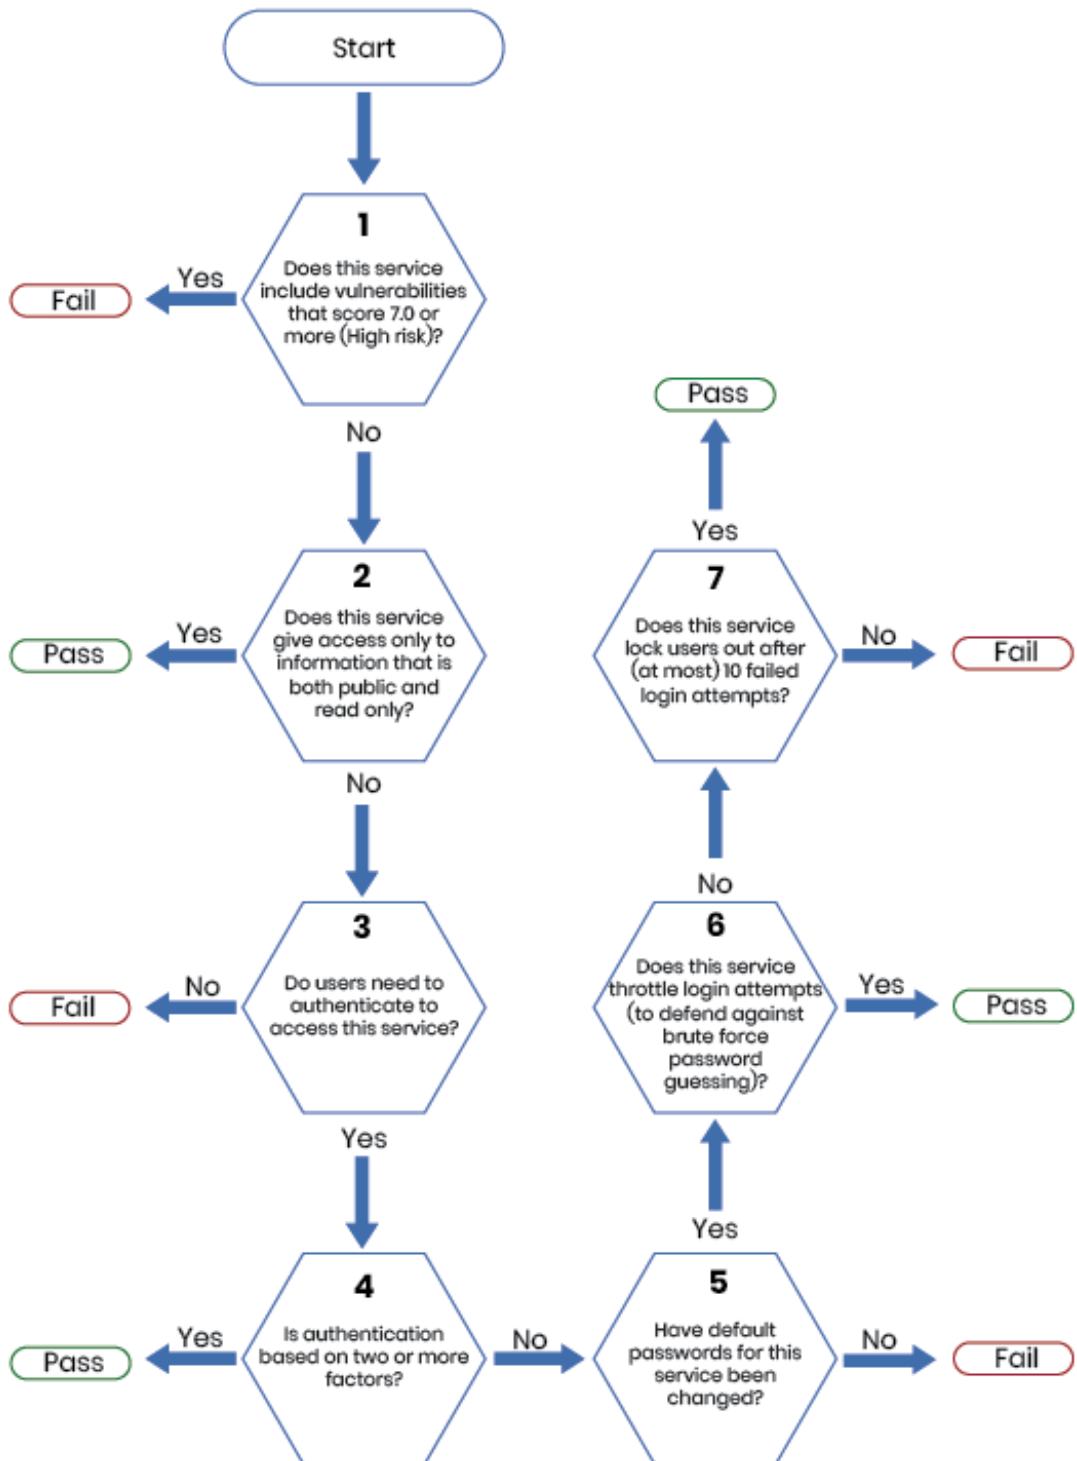 Start
1
Does this service
include vulnerabilities
that score 7.0 or
more (High risk)?
Yes
Fail
No
2
Does this service
give access only to
information that is
both public and
read only?
Yes
Pass
No
3
Do users need to
authenticate to
access this service?
No
Fail
Yes
4
Is authentication
based on two or more
factors?
Yes
Pass
No
5
Have default
passwords for this
service been
changed?
No
Fail
Yes
6
Does this service
throttle login attempts
(to defend against
brute force
password
guessing)?
Yes
Pass
No
7
Does this service
lock users out after
(at most) 10 failed
login attempts?
No
Fail
Yes
Pass